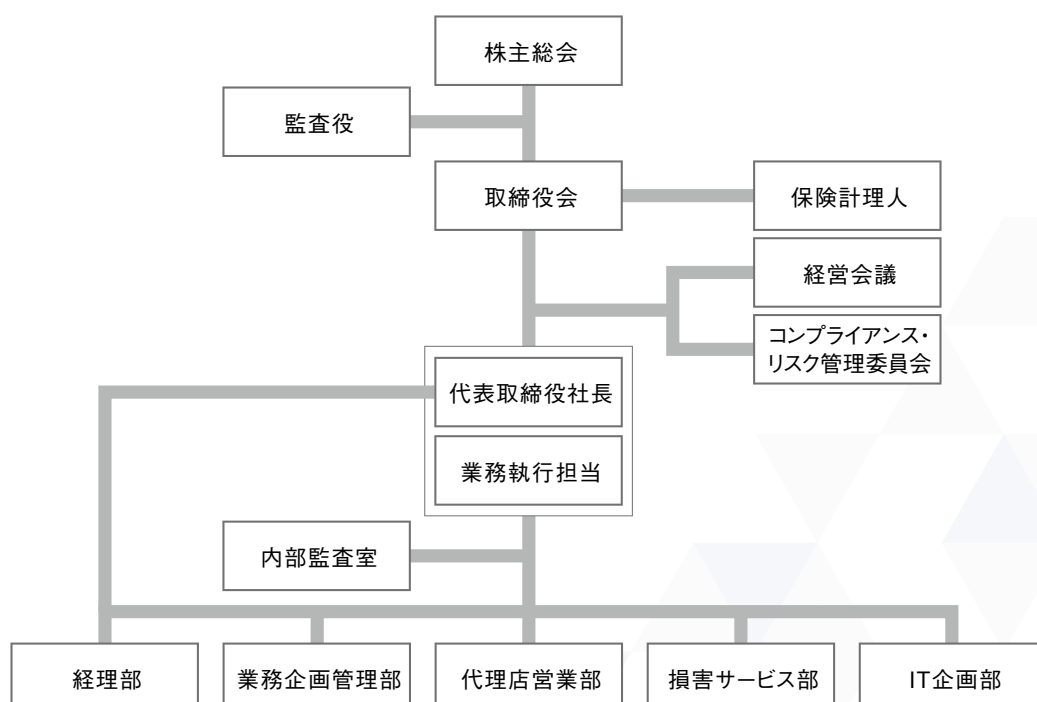 株主総会
監査役
取締役会
保険計理人
経営会議
コンプライアンス・
リスク管理委員会
代表取締役社長
業務執行担当
内部監査室
経理部
業務企画管理部
代理店営業部
損害サービス部
IT企画部